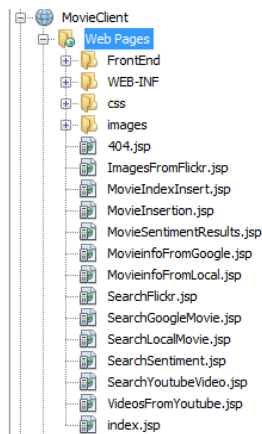 MovieClient
Web Pages
FrontEnd
WEB-INF
css
images
404.jsp
ImagesFromFlickr.jsp
MovieIndexInsert.jsp
MovieInsertion.jsp
MovieSentimentResults.jsp
MovieinfoFromGoogle.jsp
MovieinfoFromLocal.jsp
SearchFlickr.jsp
SearchGoogleMovie.jsp
SearchLocalMovie.jsp
SearchSentiment.jsp
SearchYoutubeVideo.jsp
VideosFromYoutube.jsp
index.jsp